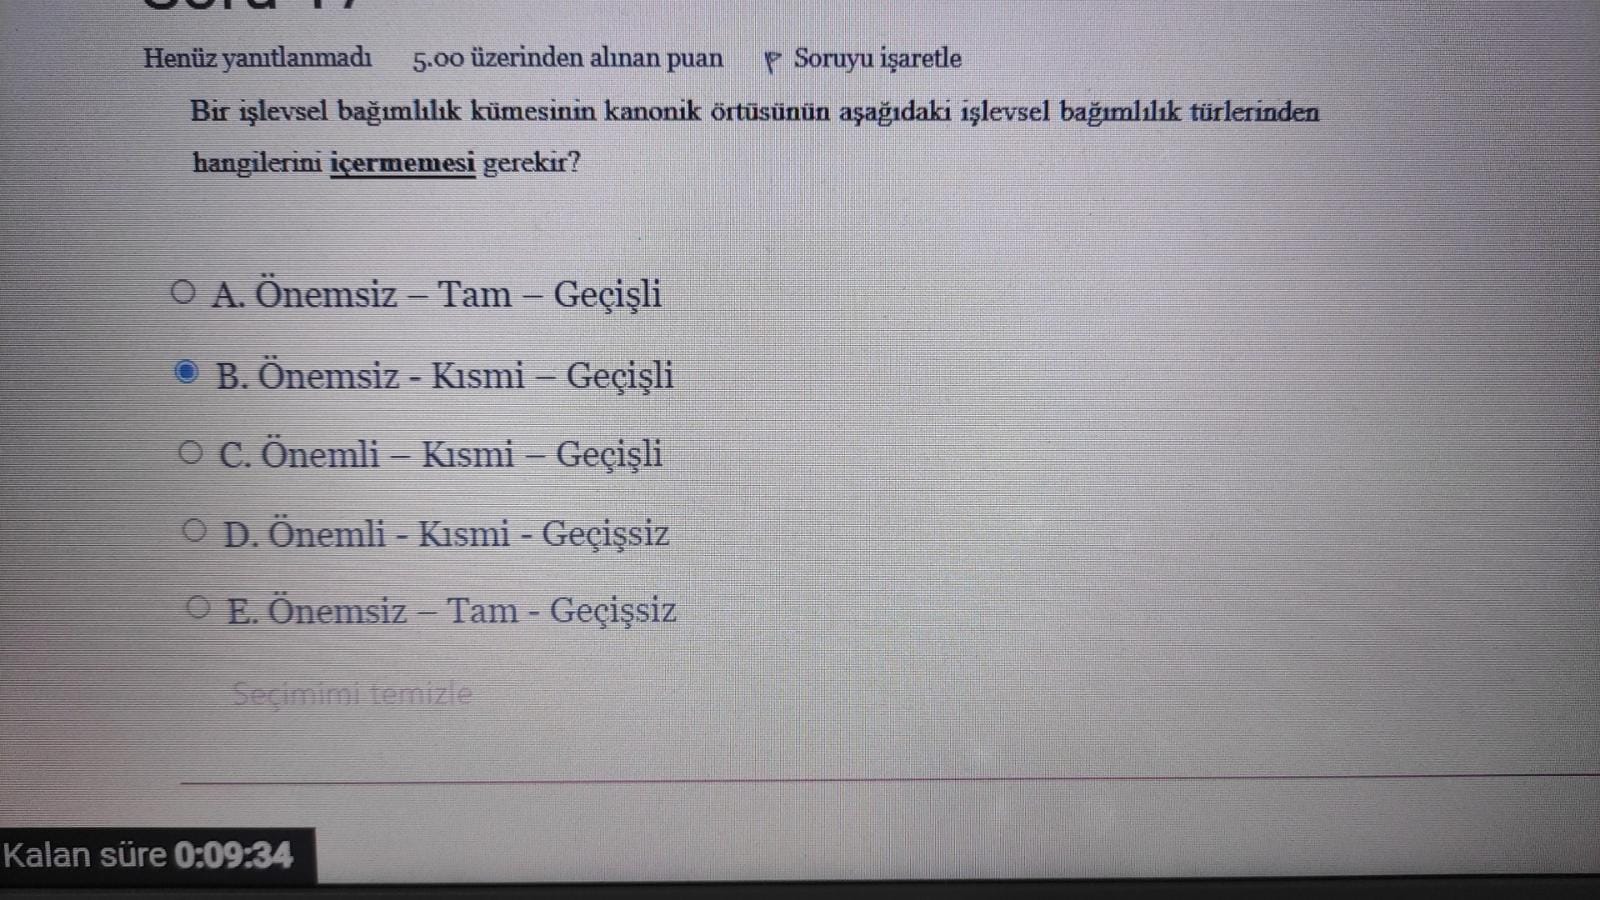 Henüz yanıtlanmadı 5.00 üzerinden alınan puan Soruyu işaretle
Bir işlevsel bağımlılık kümesinin kanonik örtüsünün aşağıdaki işlevsel bağımlılık türlerinden
hangilerini içermemesi gerekir?
A. Önemsiz – Tam – Geçişli
B. Önemsiz - Kısmi – Geçişli
C. Önemli – Kısmi – Geçişli
D. Önemli - Kısmi - Geçişsiz
E. Önemsiz – Tam - Geçişsiz
Seçimimi temizle
Kalan süre 0:09:34